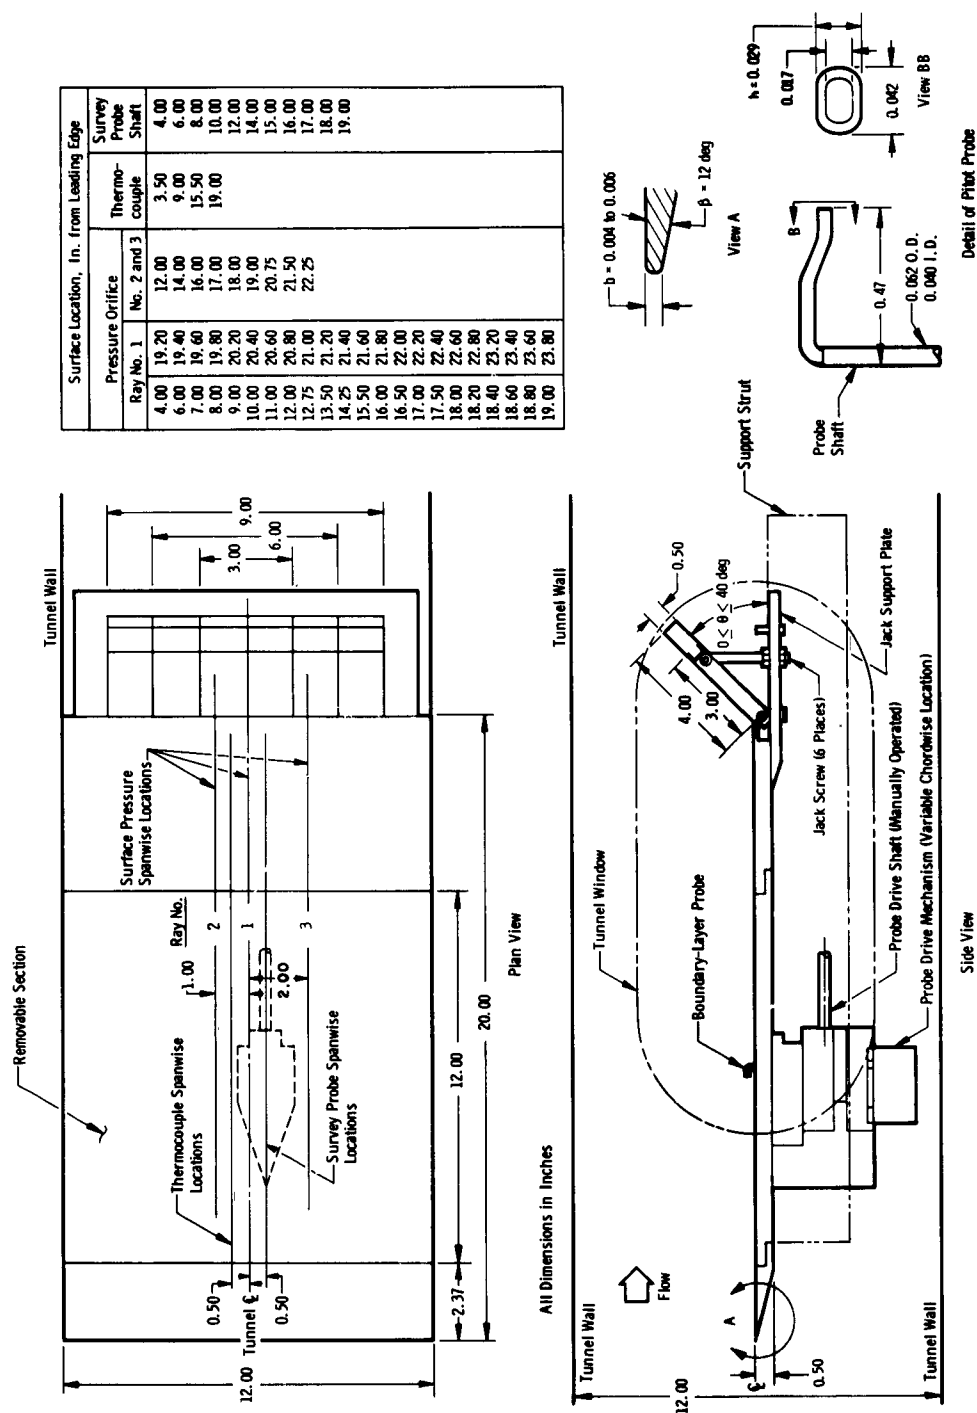 Surface Location, In. from Leading Edge
Pressure Orifice
Thermo-
couple
Survey
Probe
Shaft
Ray No. 1
No. 2 and 3
4.00 19.20 12.00 3.50 4.00
6.00 19.40 14.00 9.00 6.00
7.00 19.60 16.00 15.50 8.00
8.00 19.80 17.00 19.00 10.00
9.00 20.20 18.00 12.00
10.00 20.40 19.00 14.00
11.00 20.60 20.75 15.00
12.00 20.80 21.50 16.00
12.75 21.00 22.25 17.00
13.50 21.20 18.00
14.25 21.40 19.00
15.50 21.60
16.00 21.80
16.50 22.00
17.00 22.20
17.50 22.40
18.00 22.60
18.20 22.80
18.40 23.20
18.60 23.40
18.80 23.60
19.00 23.80
Removable Section
Tunnel Wall
Surface Pressure
Spanwise Locations
Ray No.
2
1
3
1.00
2.00
3.00
6.00
9.00
Thermocouple Spanwise
Locations
Survey Probe Spanwise
Locations
0.50
Tunnel ℄
0.50
12.00
2.37
12.00
20.00
Plan View
All Dimensions in Inches
Tunnel Wall
Tunnel Wall
Tunnel Window
Boundary-Layer Probe
Flow
A
℄
0.50
12.00
4.00
3.00
0.50
0 ≤ θ ≤ 40 deg
Support Strut
Jack Support Plate
Jack Screw (6 Places)
Probe Drive Shaft (Manually Operated)
Probe Drive Mechanism (Variable Chordwise Location)
Tunnel Wall
Tunnel Wall
Side View
b = 0.004 to 0.006
β = 12 deg
View A
Probe
Shaft
0.47
0.062 O.D.
0.040 I.D.
B
h = 0.029
0.017
0.042
View BB
Detail of Pitot Probe